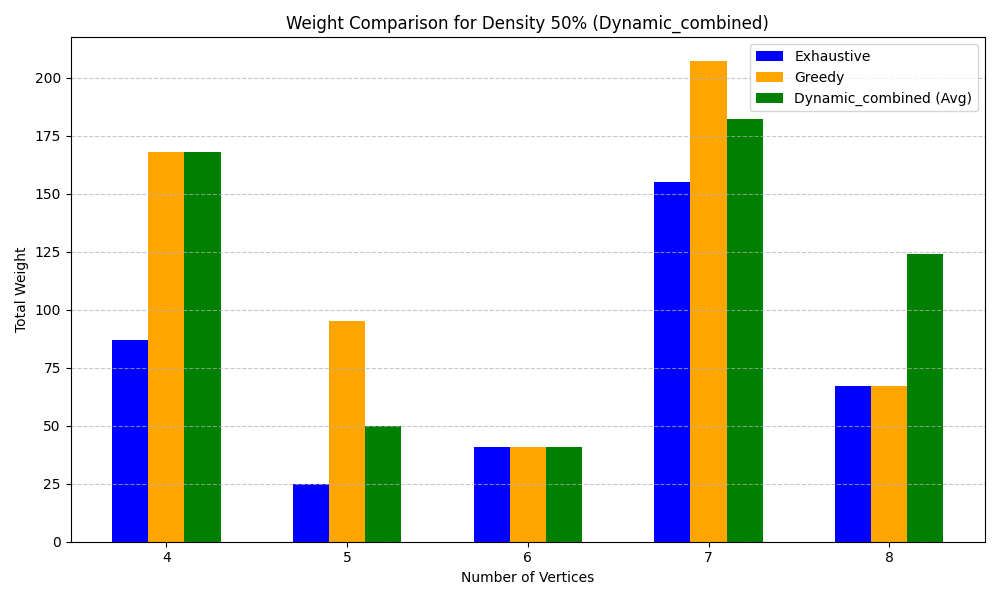 Weight Comparison for Density 50% (Dynamic_combined)
Exhaustive
Greedy
Dynamic_combined (Avg)
Total Weight
200
175
150
125
100
75
50
25
0
4 5 6 7 8
Number of Vertices